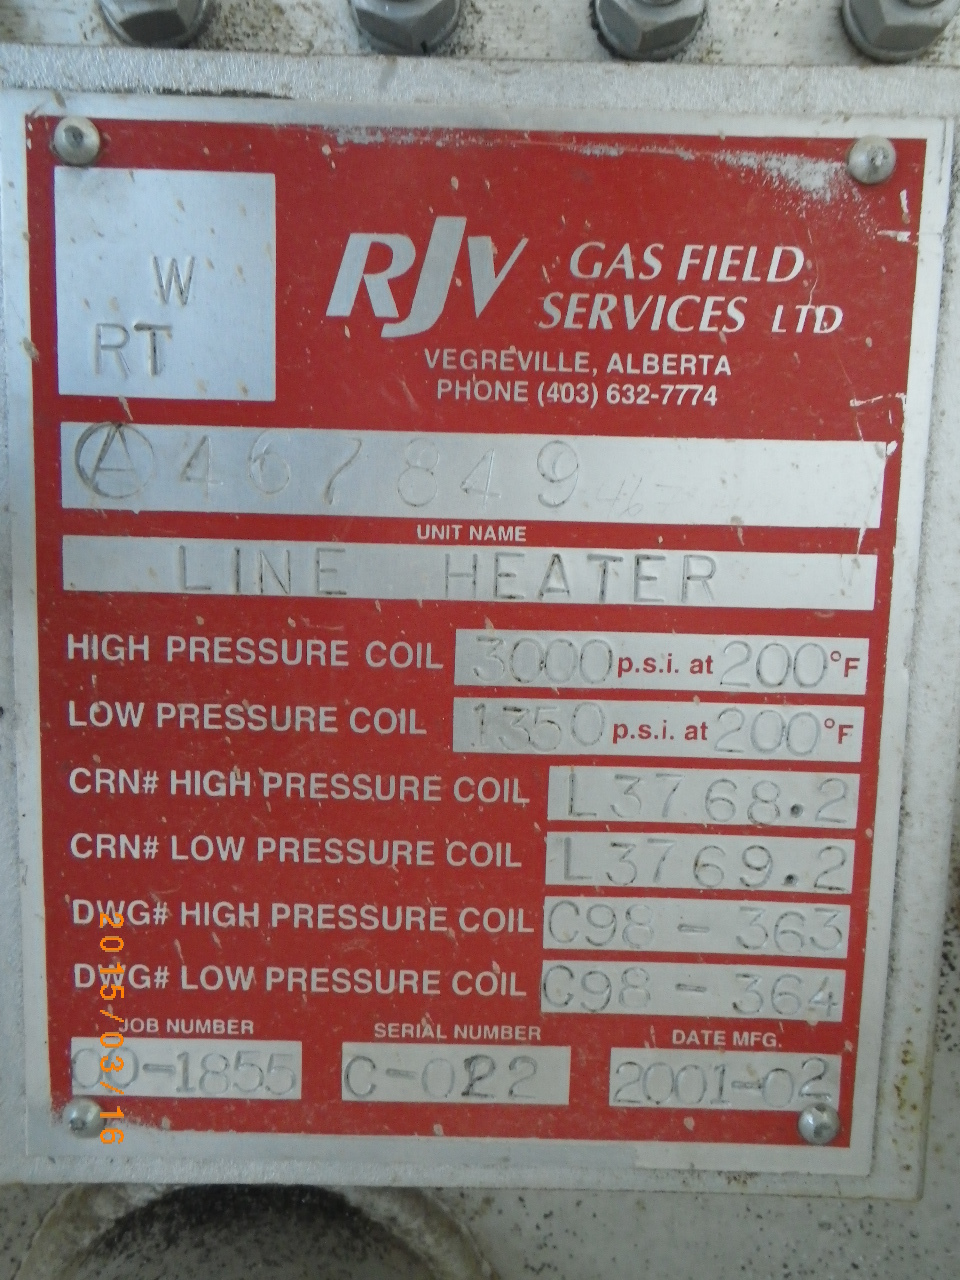 W
RT
RJV GAS FIELD
SERVICES LTD
VEGREVILLE, ALBERTA
PHONE (403) 632-7774
A 467849
UNIT NAME
LINE HEATER
HIGH PRESSURE COIL 3000 p.s.i. at 200°F
LOW PRESSURE COIL 1350 p.s.i. at 200°F
CRN# HIGH PRESSURE COIL L3768.2
CRN# LOW PRESSURE COIL L3769.2
DWG# HIGH PRESSURE COIL C98-363
DWG# LOW PRESSURE COIL C98-364
JOB NUMBER SERIAL NUMBER DATE MFG.
00-1855 C-022 2001-02
2015/03/16